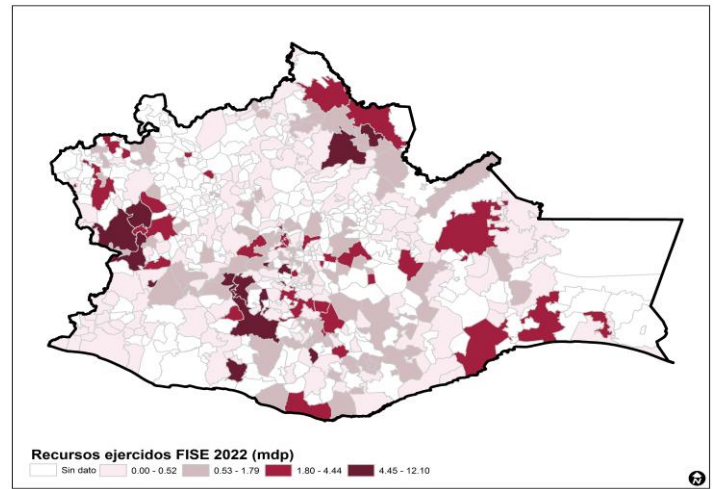 Recursos ejercidos FISE 2022 (mdp)
Sin dato 0.00 - 0.52 0.53 - 1.79 1.80 - 4.44 4.45 - 12.10